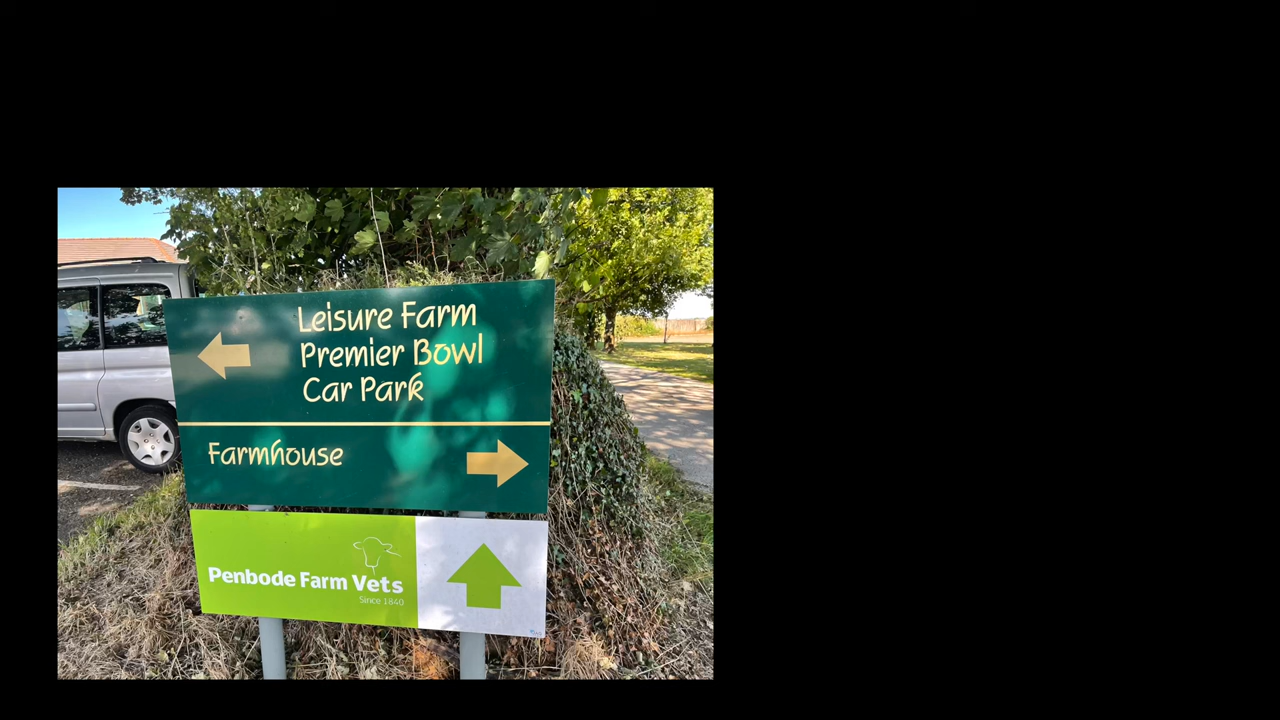 Leisure Farm
Premier Bowl
Car Park
Farmhouse
Penbode Farm Vets
Since 1840